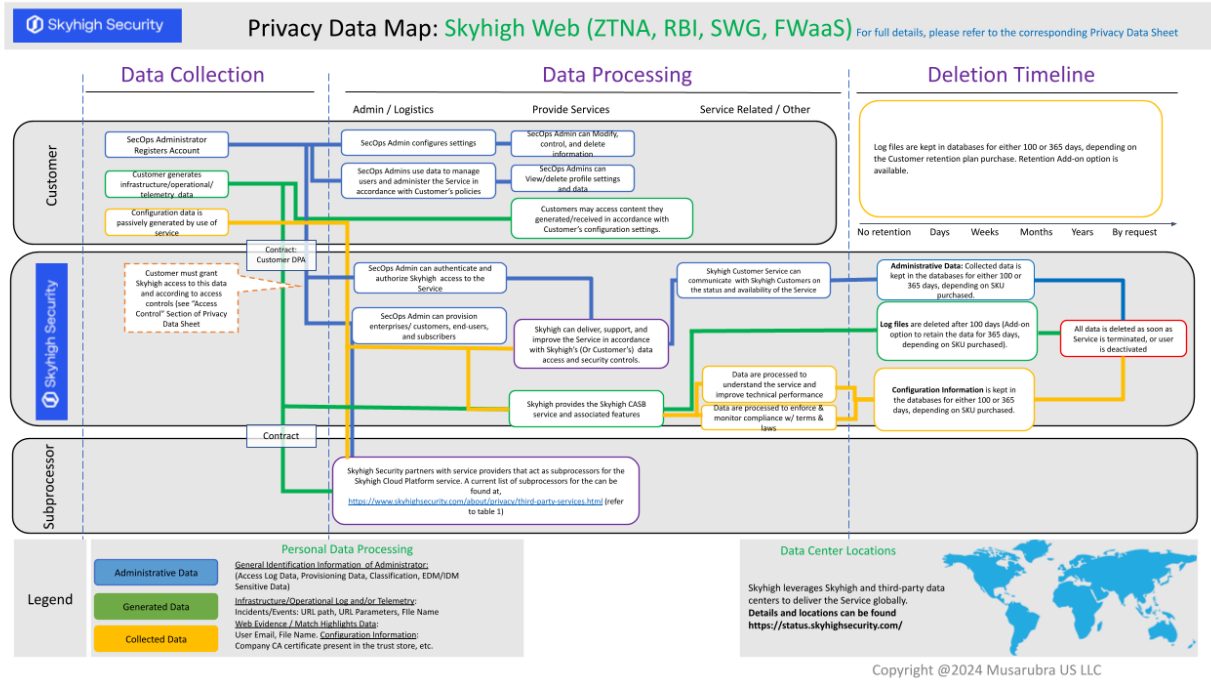 Skyhigh Security
Privacy Data Map: Skyhigh Web (ZTNA, RBI, SWG, FWaaS) For full details, please refer to the corresponding Privacy Data Sheet
Data Collection
Data Processing
Deletion Timeline
Admin / Logistics
Provide Services
Service Related / Other
Customer
SecOps Administrator
Registers Account
Customer generates
infrastructure/operational/
telemetry data
Configuration data is
passively generated by use of
service
SecOps Admin configures settings
SecOps Admins use data to manage
users and administer the Service in
accordance with Customer's policies
SecOps Admin can Modify,
control, and delete
information
SecOps Admins can
View/delete profile settings
and data
Customers may access content they
generated/received in accordance with
Customer's configuration settings.
Log files are kept in databases for either 100 or 365 days, depending on
the Customer retention plan purchase. Retention Add-on option is
available.
No retention
Days
Weeks
Months
Years
By request
Contract:
Customer DPA
Skyhigh Security
Customer must grant
Skyhigh access to this data
and according to access
controls (see "Access
Control" Section of Privacy
Data Sheet
SecOps Admin can authenticate and
authorize Skyhigh access to the
Service
SecOps Admin can provision
enterprises/ customers, end-users,
and subscribers
Skyhigh can deliver, support, and
improve the Service in accordance
with Skyhigh's (Or Customer's) data
access and security controls.
Skyhigh provides the Skyhigh CASB
service and associated features
Skyhigh Customer Service can
communicate with Skyhigh Customers on
the status and availability of the Service
Data are processed to
understand the service and
improve technical performance
Data are processed to enforce &
monitor compliance w/ terms &
laws
Administrative Data: Collected data is
kept in the databases for either 100 or
365 days, depending on SKU
purchased.
Log files are deleted after 100 days (Add-on
option to retain the data for 365 days,
depending on SKU purchased).
Configuration Information is kept in
the databases for either 100 or 365
days, depending on SKU purchased.
All data is deleted as soon as
Service is terminated, or user
is deactivated
Contract
Subprocessor
Skyhigh Security partners with service providers that act as subprocessors for the
Skyhigh Cloud Platform service. A current list of subprocessors for the can be
found at,
https://www.skyhighsecurity.com/about/privacy/third-party-services.html (refer
to table 1)
Legend
Personal Data Processing
Administrative Data
Generated Data
Collected Data
General Identification Information of Administrator:
(Access Log Data, Provisioning Data, Classification, EDM/IDM
Sensitive Data)
Infrastructure/Operational Log and/or Telemetry:
Incidents/Events: URL path, URL Parameters, File Name
Web Evidence / Match Highlights Data:
User Email, File Name. Configuration Information:
Company CA certificate present in the trust store, etc.
Data Center Locations
Skyhigh leverages Skyhigh and third-party data
centers to deliver the Service globally.
Details and locations can be found
https://status.skyhighsecurity.com/
Copyright @2024 Musarubra US LLC